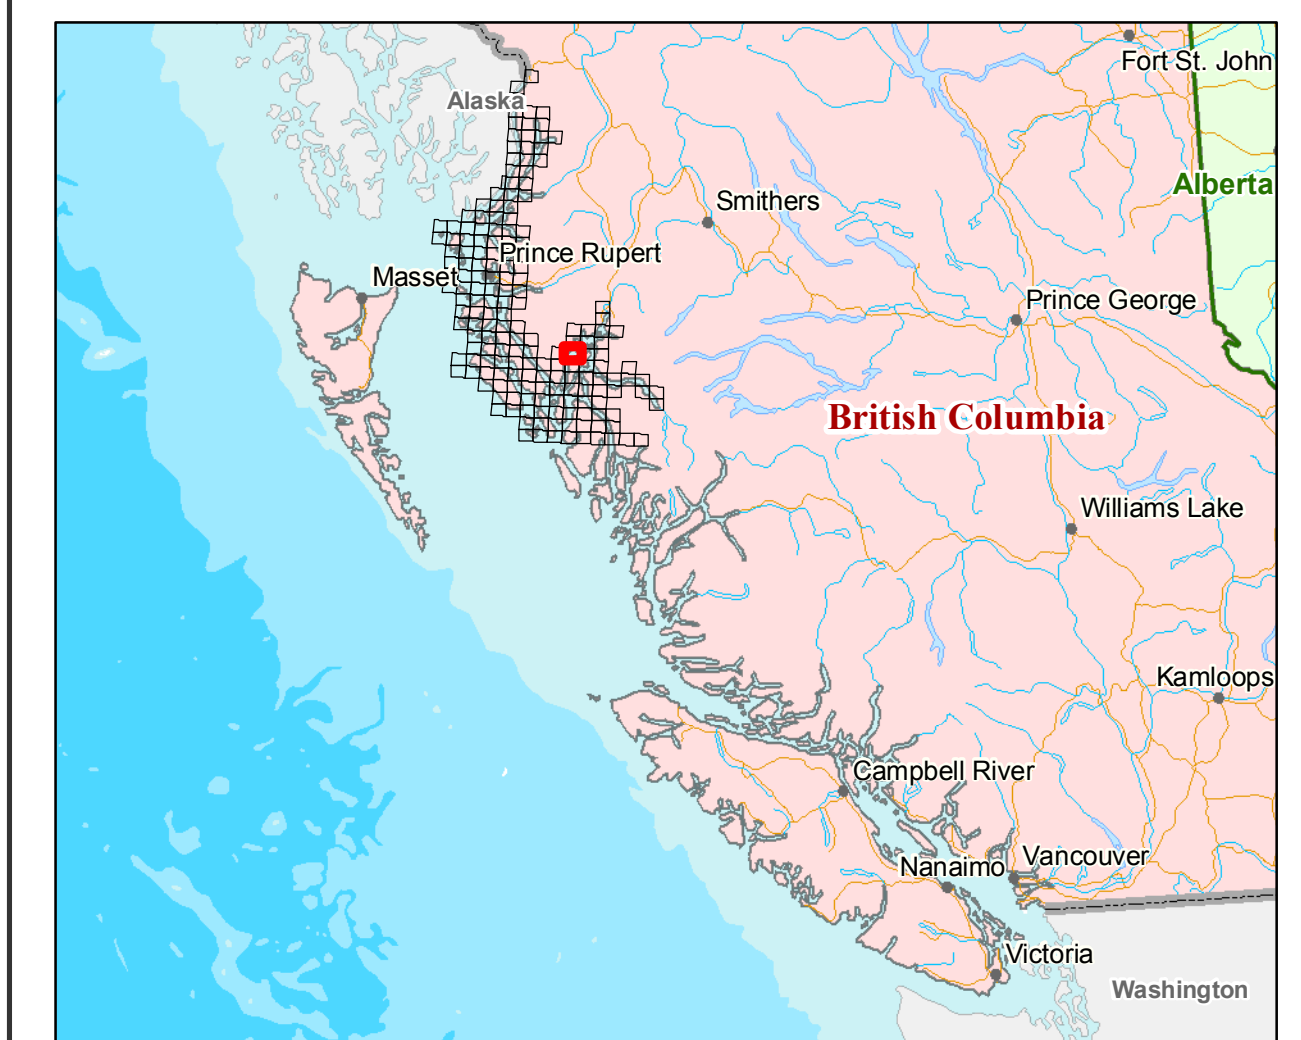 Fort St. John
Alaska
Alberta
Smithers
Prince Rupert
Masset
Prince George
British Columbia
Williams Lake
Kamloops
Campbell River
Vancouver
Nanaimo
Victoria
Washington